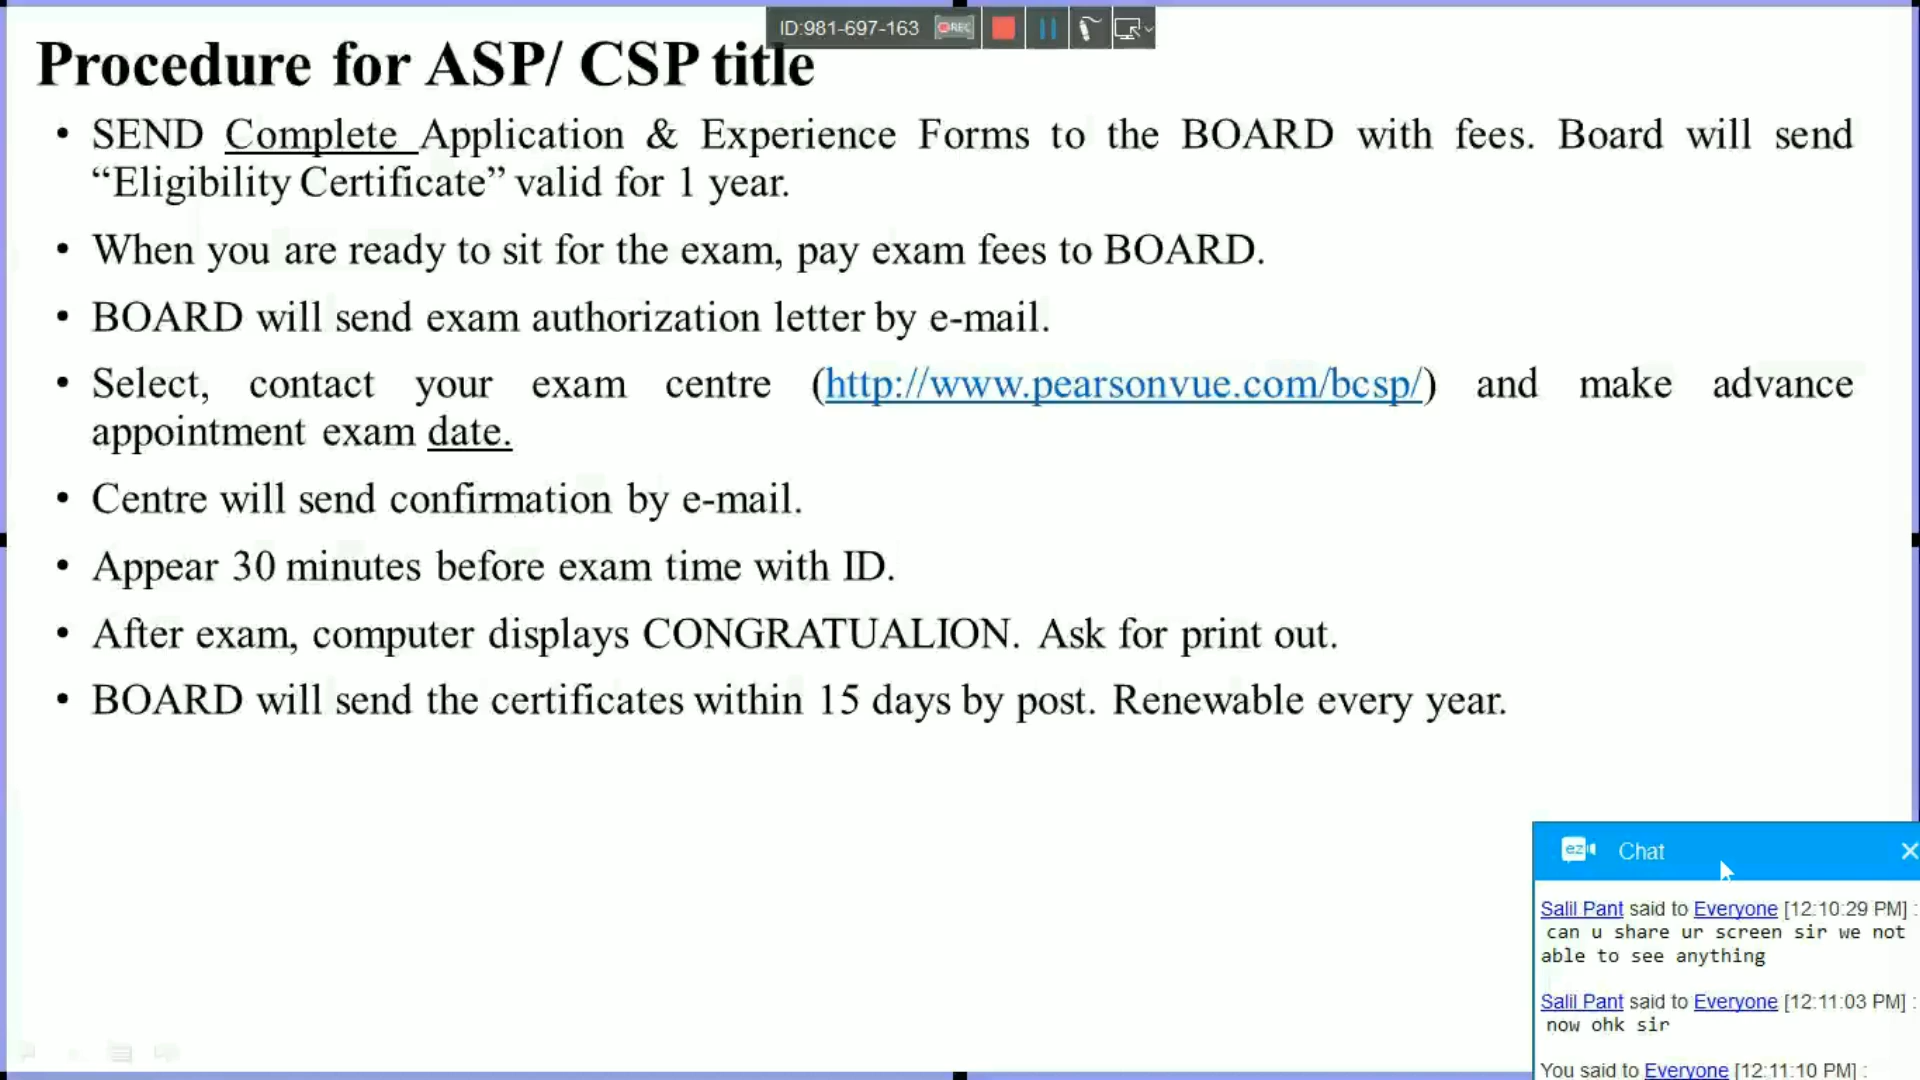 ID:981-697-163
REC
Procedure for ASP/ CSP title
• SEND Complete Application & Experience Forms to the BOARD with fees. Board will send
“Eligibility Certificate” valid for 1 year.
• When you are ready to sit for the exam, pay exam fees to BOARD.
• BOARD will send exam authorization letter by e-mail.
• Select, contact your exam centre (http://www.pearsonvue.com/bcsp/) and make advance
appointment exam date.
• Centre will send confirmation by e-mail.
• Appear 30 minutes before exam time with ID.
• After exam, computer displays CONGRATUALION. Ask for print out.
• BOARD will send the certificates within 15 days by post. Renewable every year.
ez Chat
Salil Pant said to Everyone [12:10:29 PM] :
can u share ur screen sir we not
able to see anything
Salil Pant said to Everyone [12:11:03 PM] :
now ohk sir
You said to Everyone [12:11:10 PM] :